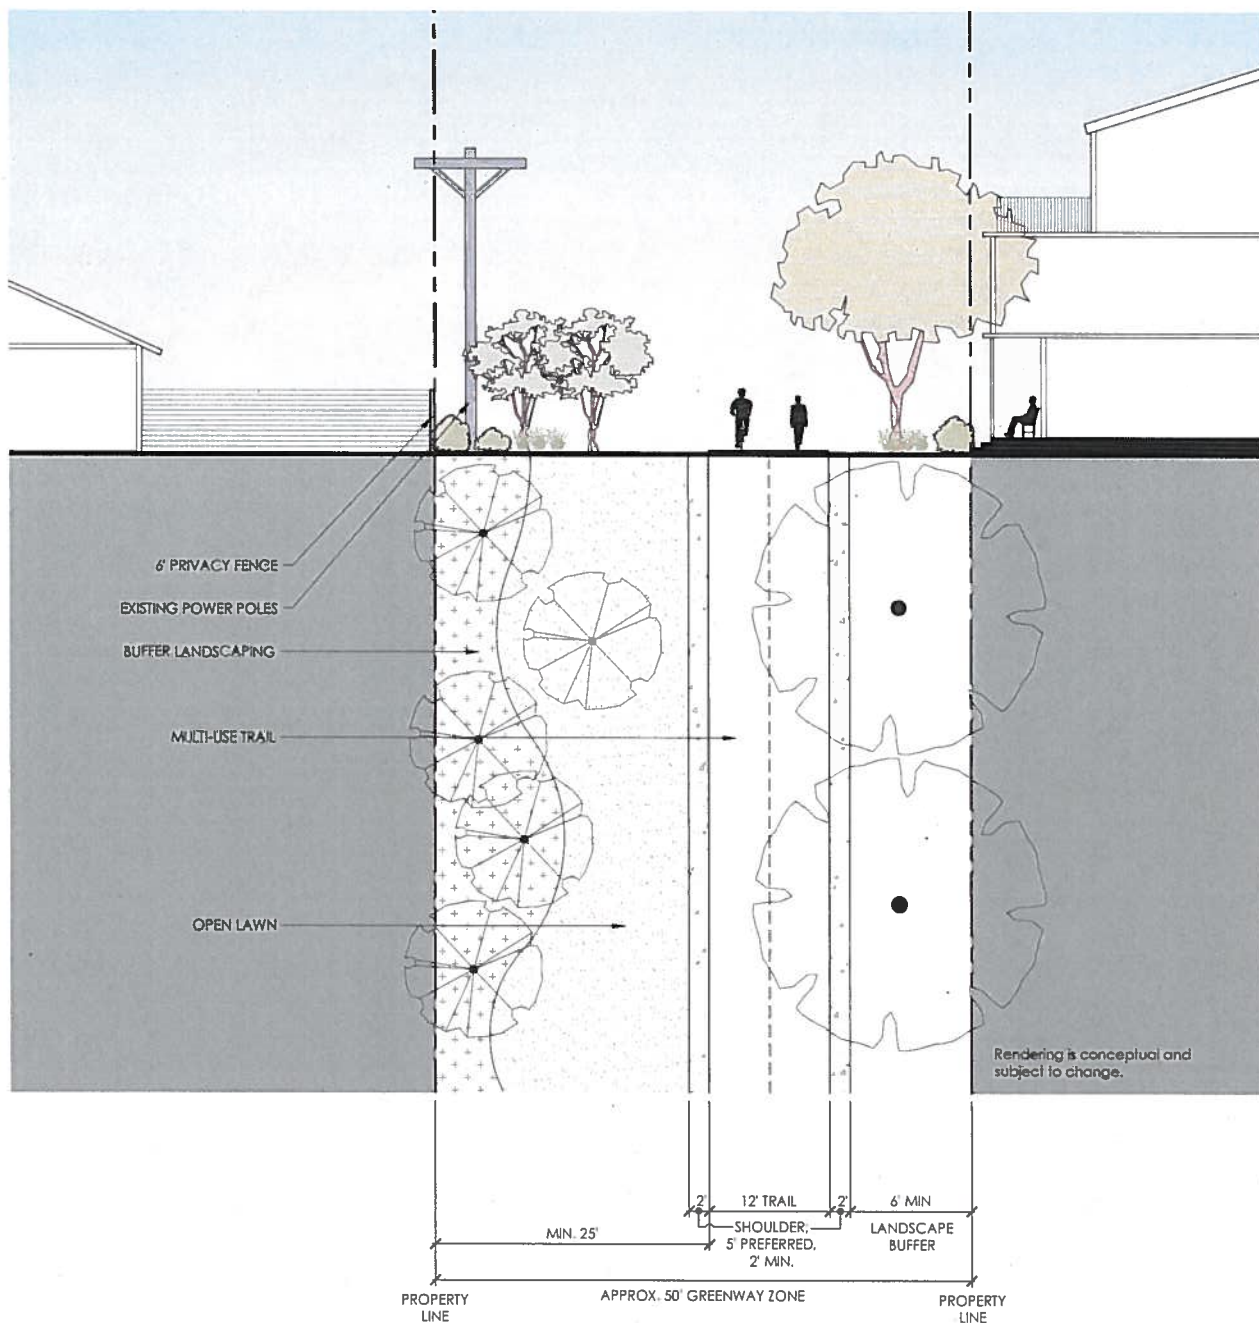 6' PRIVACY FENCE
EXISTING POWER POLES
BUFFER LANDSCAPING
MULTI-USE TRAIL
OPEN LAWN
Rendering is conceptual and
subject to change.
2'
12' TRAIL
2'
6' MIN
SHOULDER,
5' PREFERRED,
2' MIN.
LANDSCAPE
BUFFER
MIN. 25'
APPROX. 50' GREENWAY ZONE
PROPERTY
LINE
PROPERTY
LINE